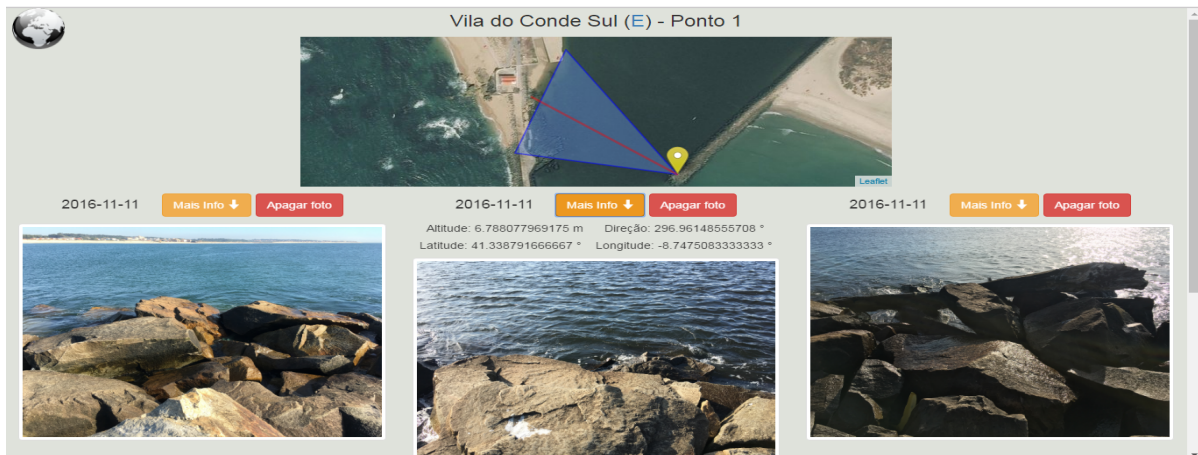 Vila do Conde Sul (E) - Ponto 1
Leaflet
2016-11-11 Mais Info Apagar foto
2016-11-11 Mais Info Apagar foto
Altitude: 6.788077969175 m Direção: 296.96148555708 °
Latitude: 41.338791666667 ° Longitude: -8.7475083333333 °
2016-11-11 Mais Info Apagar foto